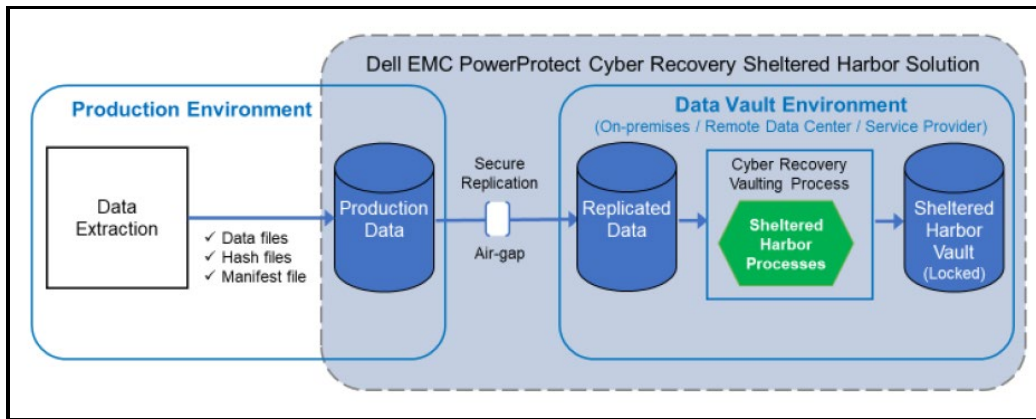 Dell EMC PowerProtect Cyber Recovery Sheltered Harbor Solution
Production Environment
Data
Extraction
✓ Data files
✓ Hash files
✓ Manifest file
Production
Data
Secure
Replication
Air-gap
Data Vault Environment
(On-premises / Remote Data Center / Service Provider)
Replicated
Data
Cyber Recovery
Vaulting Process
Sheltered
Harbor
Processes
Sheltered
Harbor
Vault
(Locked)